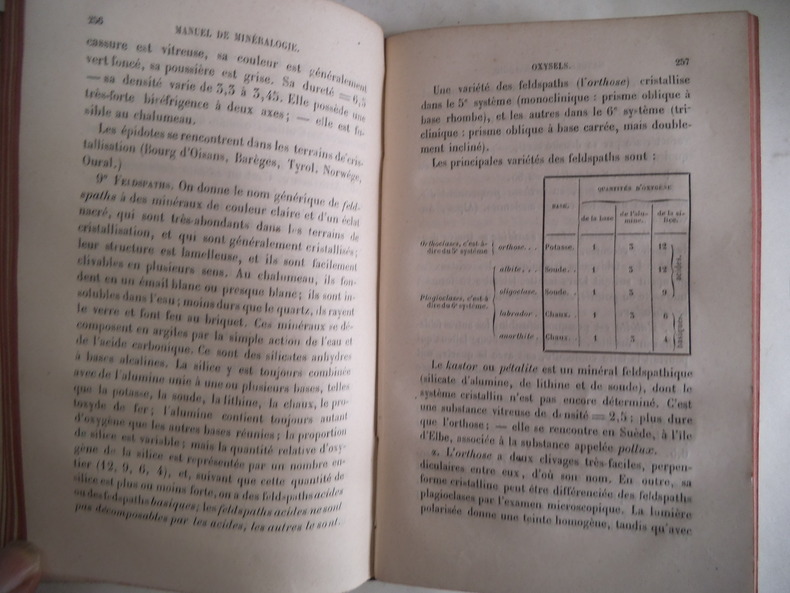 256
MANUEL DE MINÉRALOGIE.
cassure est vitreuse, sa couleur est généralement
vert foncé, sa poussière est grise. Sa dureté = 6,5
— sa densité varie de 3,3 à 3,45. Elle possède une
très-forte biréfrigence à deux axes; — elle est fu-
sible au chalumeau.
Les épidotes se rencontrent dans les terrains de cris-
tallisation (Bourg d'Oisans, Barèges, Tyrol, Norwège,
Oural.)
9° FELDSPATHS. On donne le nom générique de feld-
spaths à des minéraux de couleur claire et d'un éclat
nacré, qui sont très-abondants dans les terrains de
cristallisation, et qui sont généralement cristallisés;
leur structure est lamelleuse, et ils sont facilement
clivables en plusieurs sens. Au chalumeau, ils fon-
dent en un émail blanc ou presque blanc; ils sont in-
solubles dans l'eau; moins durs que le quartz, ils rayent
le verre et font feu au briquet. Ces minéraux se dé-
composent en argiles par la simple action de l'eau et
de l'acide carbonique. Ce sont des silicates anhydres
à bases alcalines. La silice y est toujours combinée
avec de l'alumine unie à une ou plusieurs bases, telles
que la potasse, la soude, la lithine, la chaux, le pro-
toxyde de fer; l'alumine contient toujours autant
d'oxygène que les autres bases réunies; la proportion
de silice est variable; mais la quantité relative d'oxy-
gène de la silice est représentée par un nombre en-
tier (12, 9, 6, 4), et, suivant que cette quantité de
silice est plus ou moins forte, on a des feldspaths acides
ou des feldspaths basiques; les feldspaths acides ne sont
pas décomposables par les acides, les autres le sont.
OXYSELS.
257
Une variété des feldspaths (l'orthose) cristallise
dans le 5e système (monoclinique : prisme oblique à
base rhombe), et les autres dans le 6e système (tri-
clinique : prisme oblique à base carrée, mais double-
ment incliné).
Les principales variétés des feldspaths sont :
BASE.
QUANTITÉS D'OXYGÈNE
de la base
de l'alu-
mine.
de la si-
lice.
Orthoclases, c'est-à-
dire du 5e système
orthose. . . Potasse. 1 3 12
albite. . . Soude. . 1 3 12
acides.
oligoclase. Soude. . 1 3 9
Plagioclases, c'est à
dire du 6e système.
labrador. . Chaux. . 1 3 6
basiques.
anorthite. Chaux. . 1 3 4
Le kastor ou pétalite est un minéral feldspathique
(silicate d'alumine, de lithine et de soude), dont le
système cristallin n'est pas encore déterminé. C'est
une substance vitreuse de densité = 2,5; plus dure
que l'orthose; — elle se rencontre en Suède, à l'île
d'Elbe, associée à la substance appelée pollux.
α. L'orthose a deux clivages très-faciles, perpen-
diculaires entre eux, d'où son nom. En outre, sa
forme cristalline peut être différenciée des feldspaths
plagioclases par l'examen microscopique. La lumière
polarisée donne une teinte homogène, tandis qu'avec